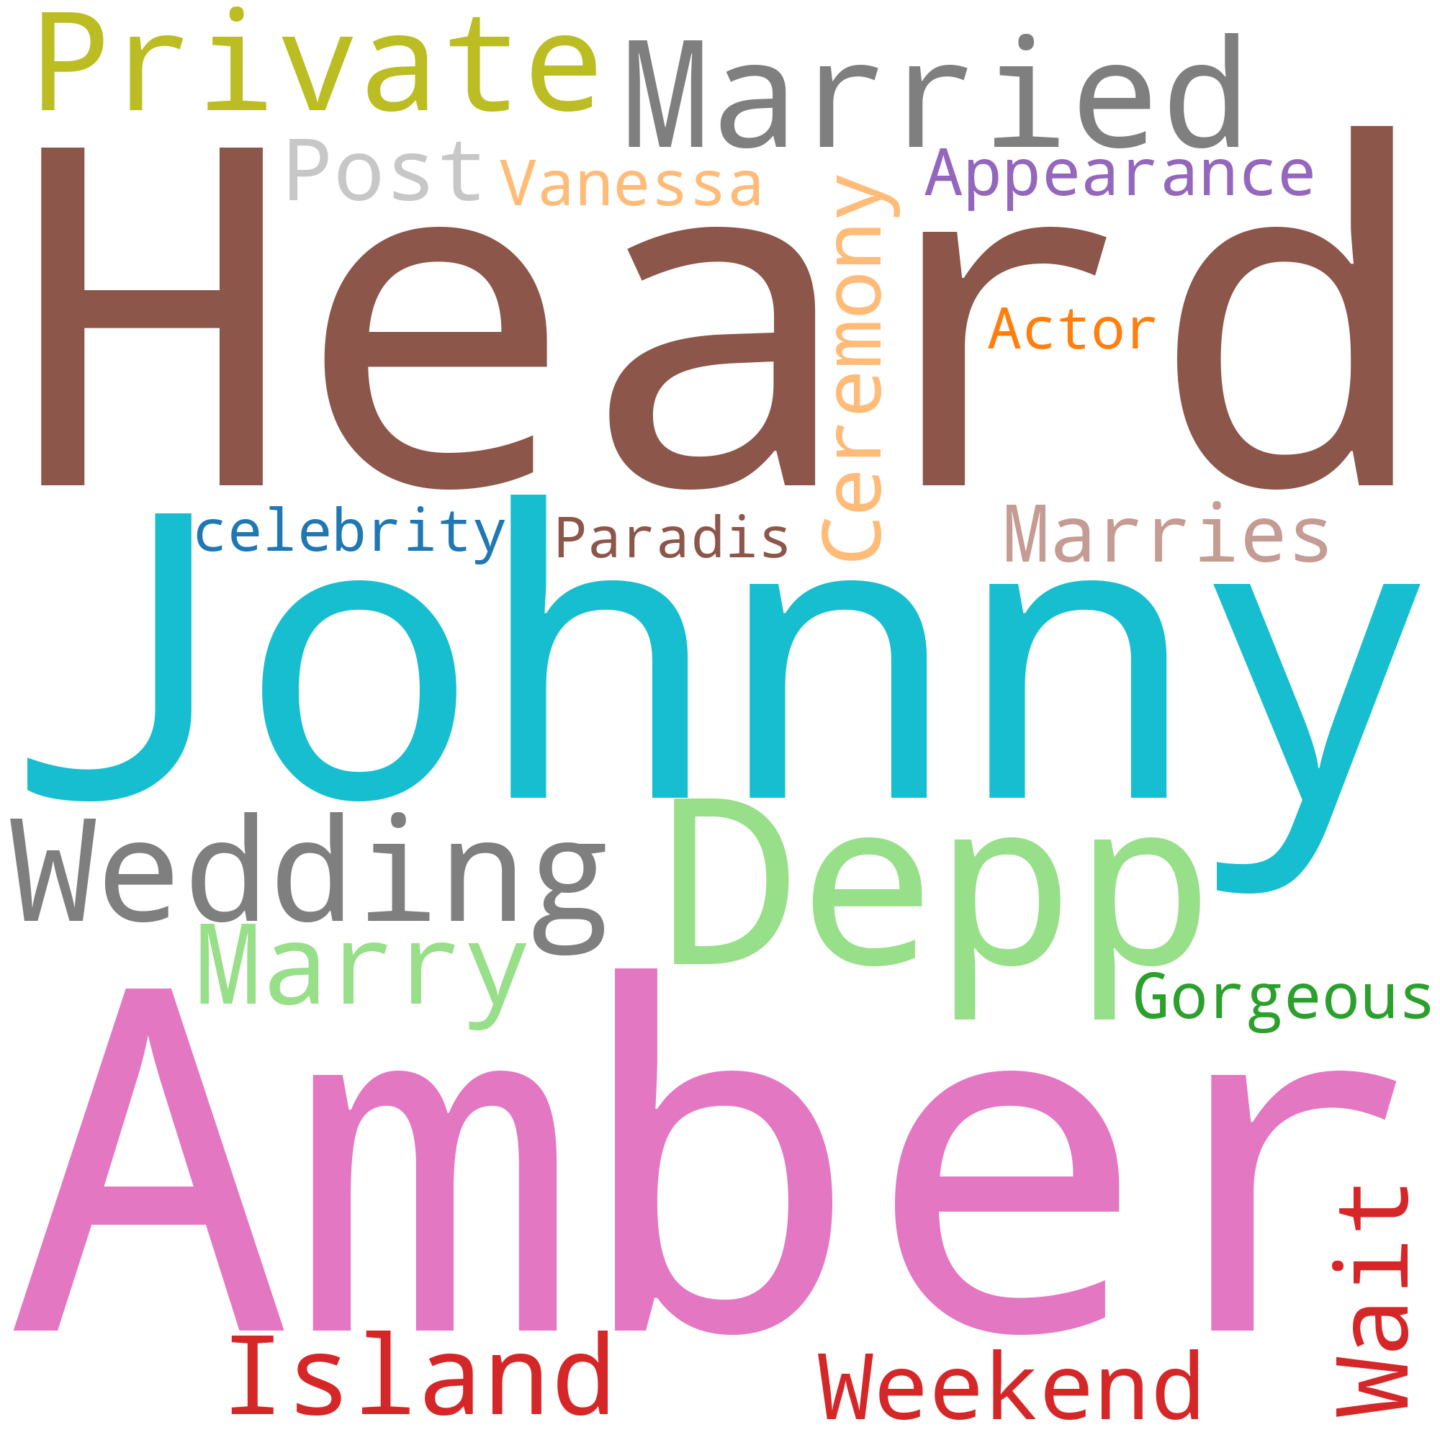 Private
Married
Post
Vanessa
Appearance
Heard
Ceremony
Actor
celebrity
Paradis
Marries
Johnny
Wedding
Depp
Marry
Gorgeous
Amber
Wait
Island
Weekend